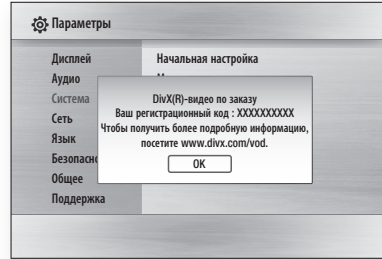 Параметры
Дисплей
Начальная настройка
Аудио
Система
Сеть
Язык
Общее
Поддержка
DivX(R)-видео по заказу
Ваш регистрационный код : XXXXXXXXXX
Чтобы получить более подробную информацию,
посетите www.divx.com/vod.
OK